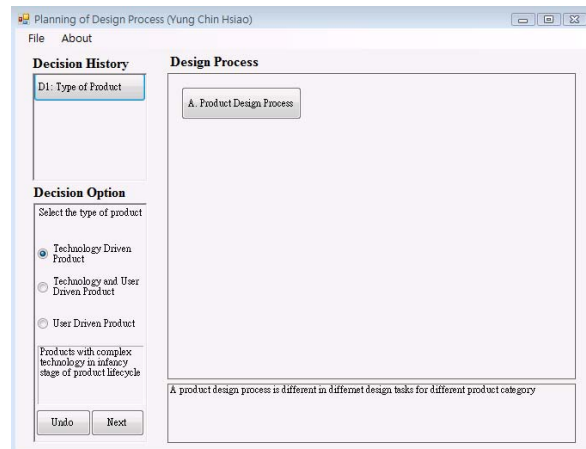 Planning of Design Process (Yung Chin Hsiao)
File About
Decision History
D1: Type of Product
Decision Option
Select the type of product
Technology Driven
Product
Technology and User
Driven Product
User Driven Product
Products with complex
technology in infancy
stage of product lifecycle
Undo Next
Design Process
A. Product Design Process
A product design process is different in differnet design tasks for different product category